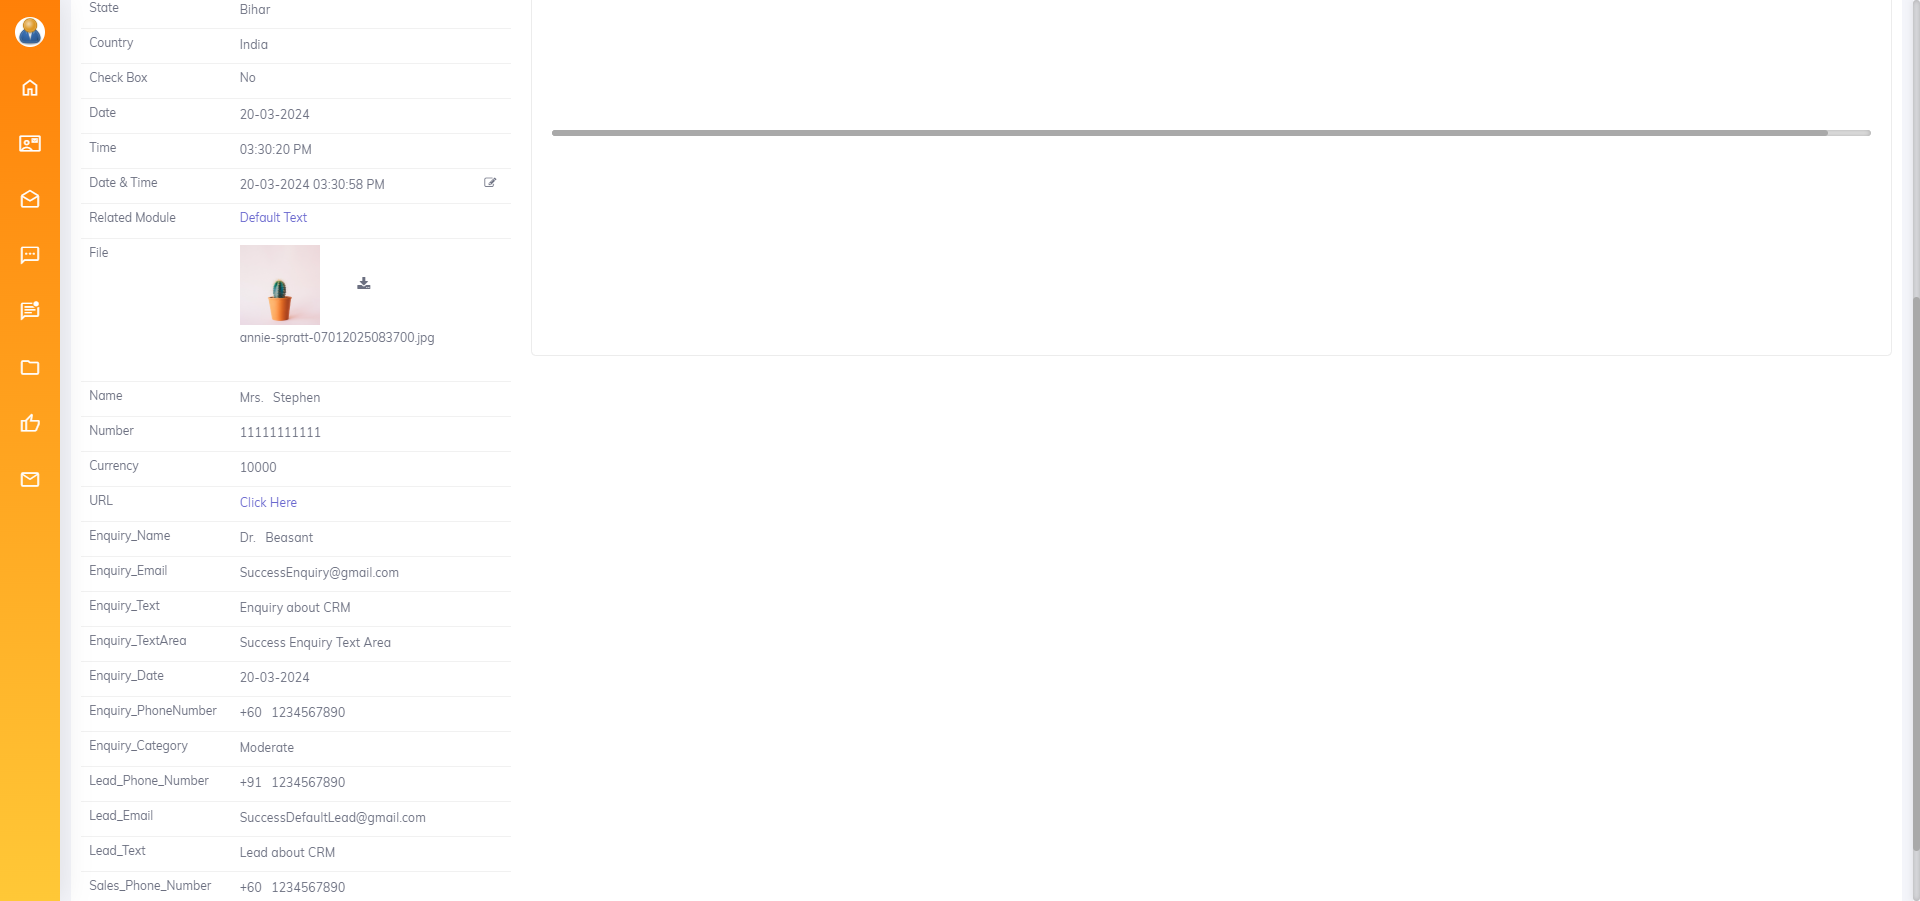 State Bihar
Country India
Check Box No
Date 20-03-2024
Time 03:30:20 PM
Date & Time 20-03-2024 03:30:58 PM
Related Module Default Text
File
annie-spratt-07012025083700.jpg
Name Mrs. Stephen
Number 11111111111
Currency 10000
URL Click Here
Enquiry_Name Dr. Beasant
Enquiry_Email SuccessEnquiry@gmail.com
Enquiry_Text Enquiry about CRM
Enquiry_TextArea Success Enquiry Text Area
Enquiry_Date 20-03-2024
Enquiry_PhoneNumber +60 1234567890
Enquiry_Category Moderate
Lead_Phone_Number +91 1234567890
Lead_Email SuccessDefaultLead@gmail.com
Lead_Text Lead about CRM
Sales_Phone_Number +60 1234567890